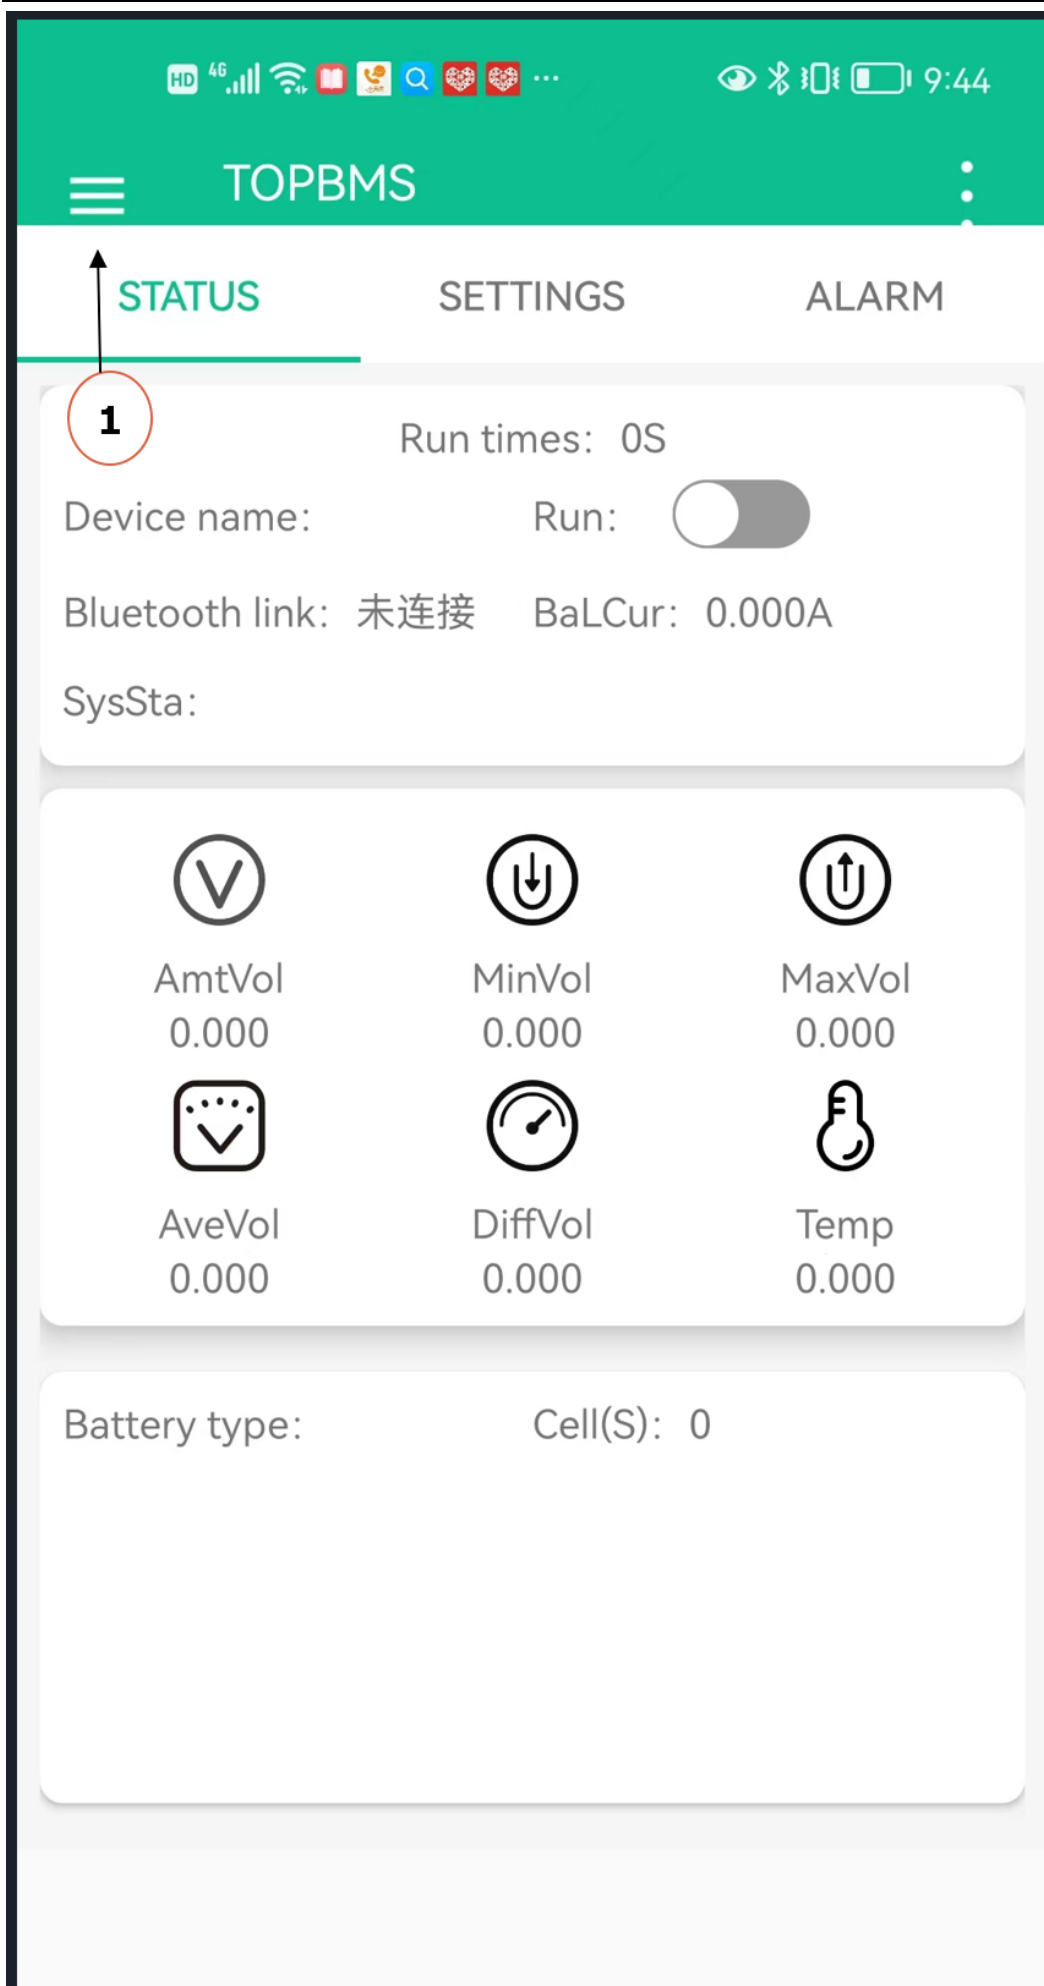 HD 4G 9:44
TOPBMS
STATUS SETTINGS ALARM
1
Run times: 0S
Device name: Run:
Bluetooth link: 未连接 BaLCur: 0.000A
SysSta:
AmtVol MinVol MaxVol
0.000 0.000 0.000
AveVol DiffVol Temp
0.000 0.000 0.000
Battery type: Cell(S): 0